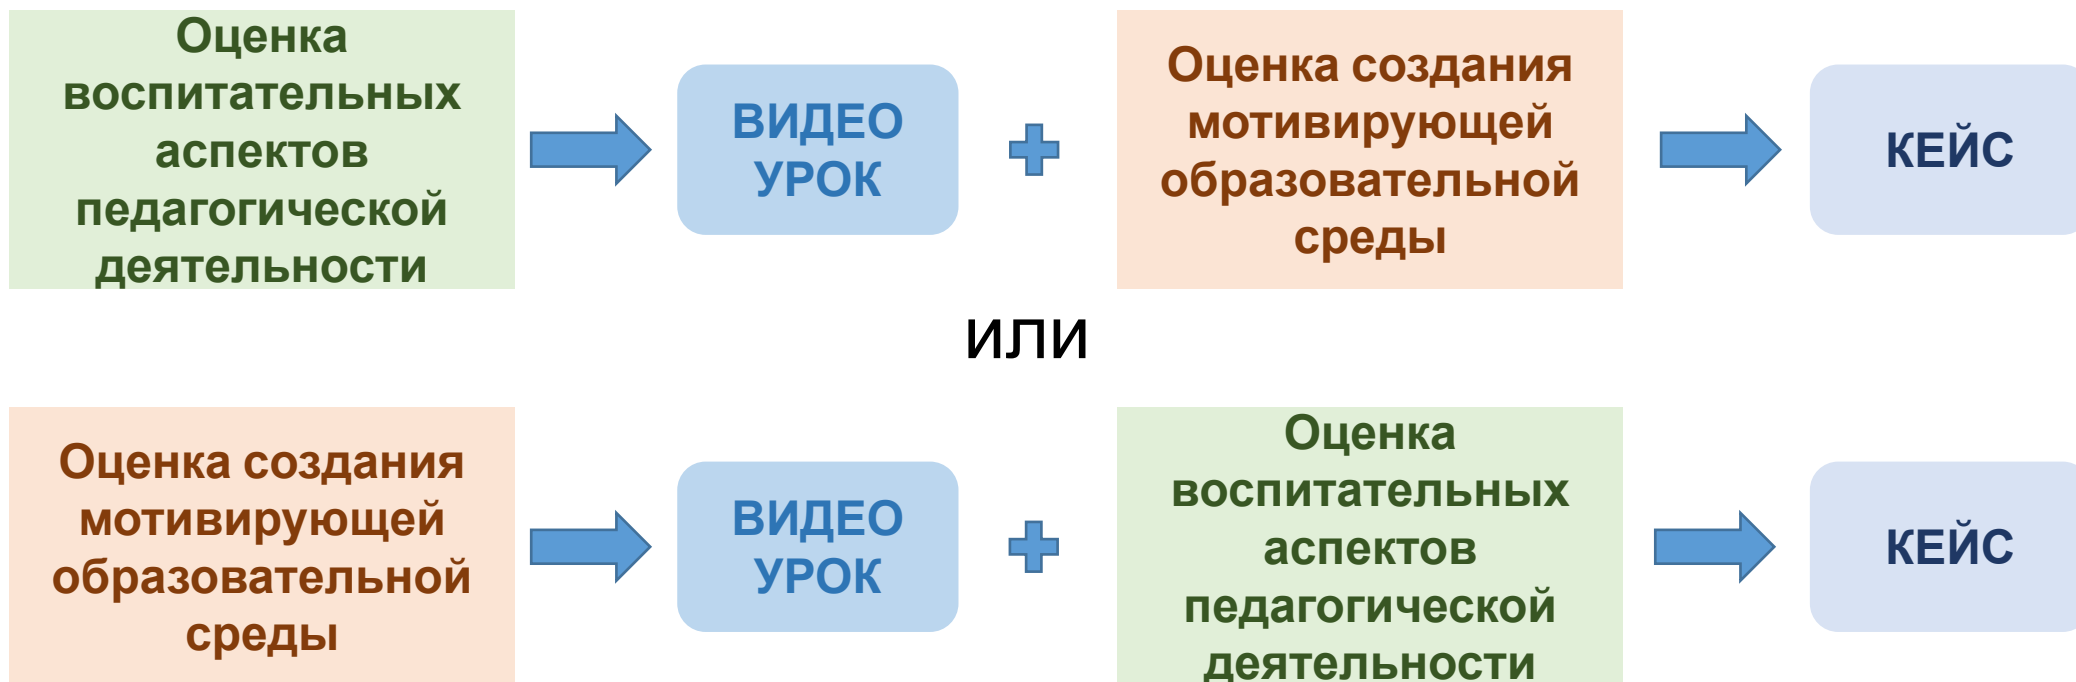 Оценка
воспитательных
аспектов
педагогической
деятельности
ВИДЕО
УРОК
Оценка создания
мотивирующей
образовательной
среды
КЕЙС
или
Оценка создания
мотивирующей
образовательной
среды
ВИДЕО
УРОК
Оценка
воспитательных
аспектов
педагогической
деятельности
КЕЙС